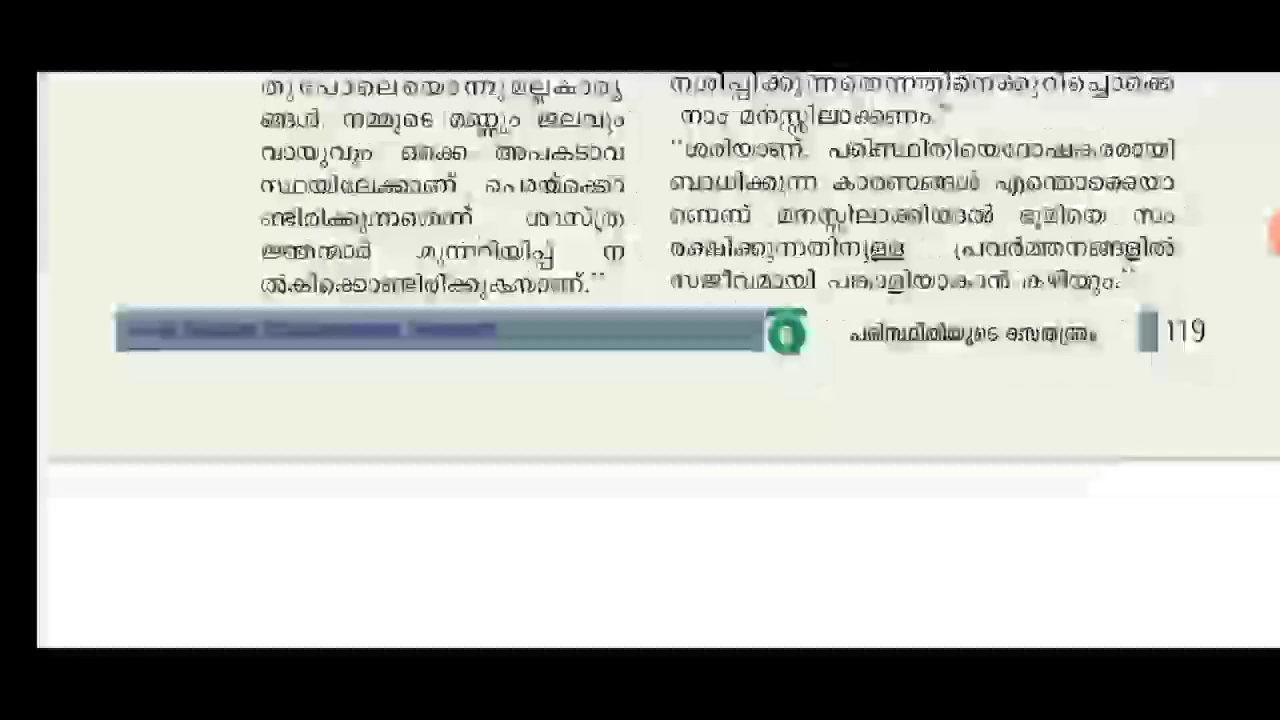 തുപോലെയൊന്നുമല്ല കാര്യ
ങ്ങൾ. നമ്മുടെ മണ്ണും ജലവും
വായുവും ഒക്കെ അപകടാവ
സ്ഥയിലേക്കാണ് പൊയ്ക്കൊ
ണ്ടിരിക്കുന്നതെന്ന് ശാസ്ത്ര
ജ്ഞന്മാർ മുന്നറിയിപ്പ് ന
ൽകിക്കൊണ്ടിരിക്കുകയാണ്.”
നശിപ്പിക്കുന്നതെന്നതിനെക്കുറിച്ചൊക്കെ
നാം മനസ്സിലാക്കണം.”
“ശരിയാണ്. പരിസ്ഥിതിയെ ദോഷകരമായി
ബാധിക്കുന്ന കാരണങ്ങൾ എന്തൊക്കെയാ
ണെന്ന് മനസ്സിലാക്കിയാൽ ഭൂമിയെ സം
രക്ഷിക്കുന്നതിനുള്ള പ്രവർത്തനങ്ങളിൽ
സജീവമായി പങ്കാളിയാകാൻ കഴിയും.”
പരിസ്ഥിതിയുടെ 119